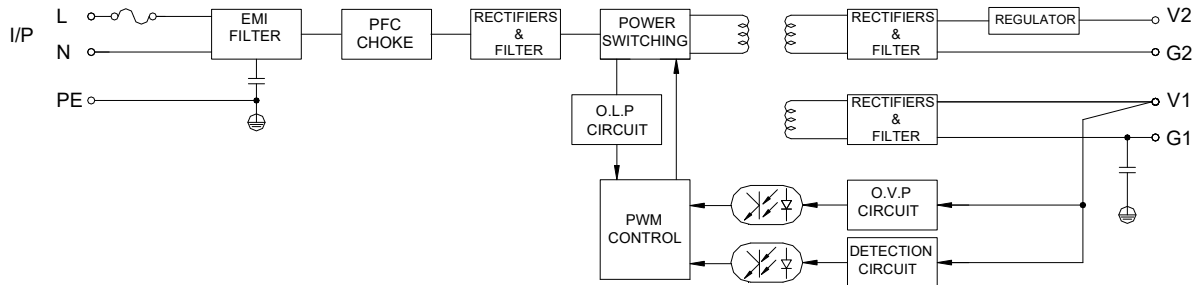 I/P
L
N
PE
EMI
FILTER
PFC
CHOKE
RECTIFIERS
&
FILTER
POWER
SWITCHING
O.L.P
CIRCUIT
PWM
CONTROL
RECTIFIERS
&
FILTER
REGULATOR
V2
G2
RECTIFIERS
&
FILTER
V1
G1
O.V.P
CIRCUIT
DETECTION
CIRCUIT